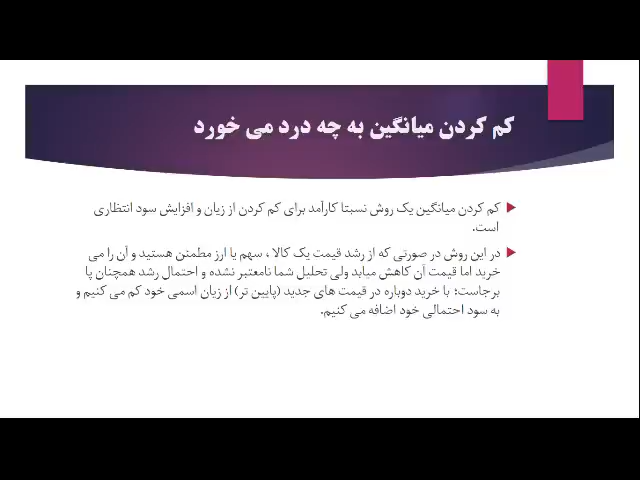 کم کردن میانگین به چه درد می خورد
کم کردن میانگین یک روش نسبتا کارآمد برای کم کردن از زیان و افزایش سود انتظاری
است.
در این روش در صورتی که از رشد قیمت یک کالا ، سهم یا ارز مطمئن هستید و آن را می
خرید اما قیمت آن کاهش میابد ولی تحلیل شما نامعتبر نشده و احتمال رشد همچنان پا
برجاست؛ با خرید دوباره در قیمت های جدید (پایین تر) از زیان اسمی خود کم می کنیم و
به سود احتمالی خود اضافه می کنیم.